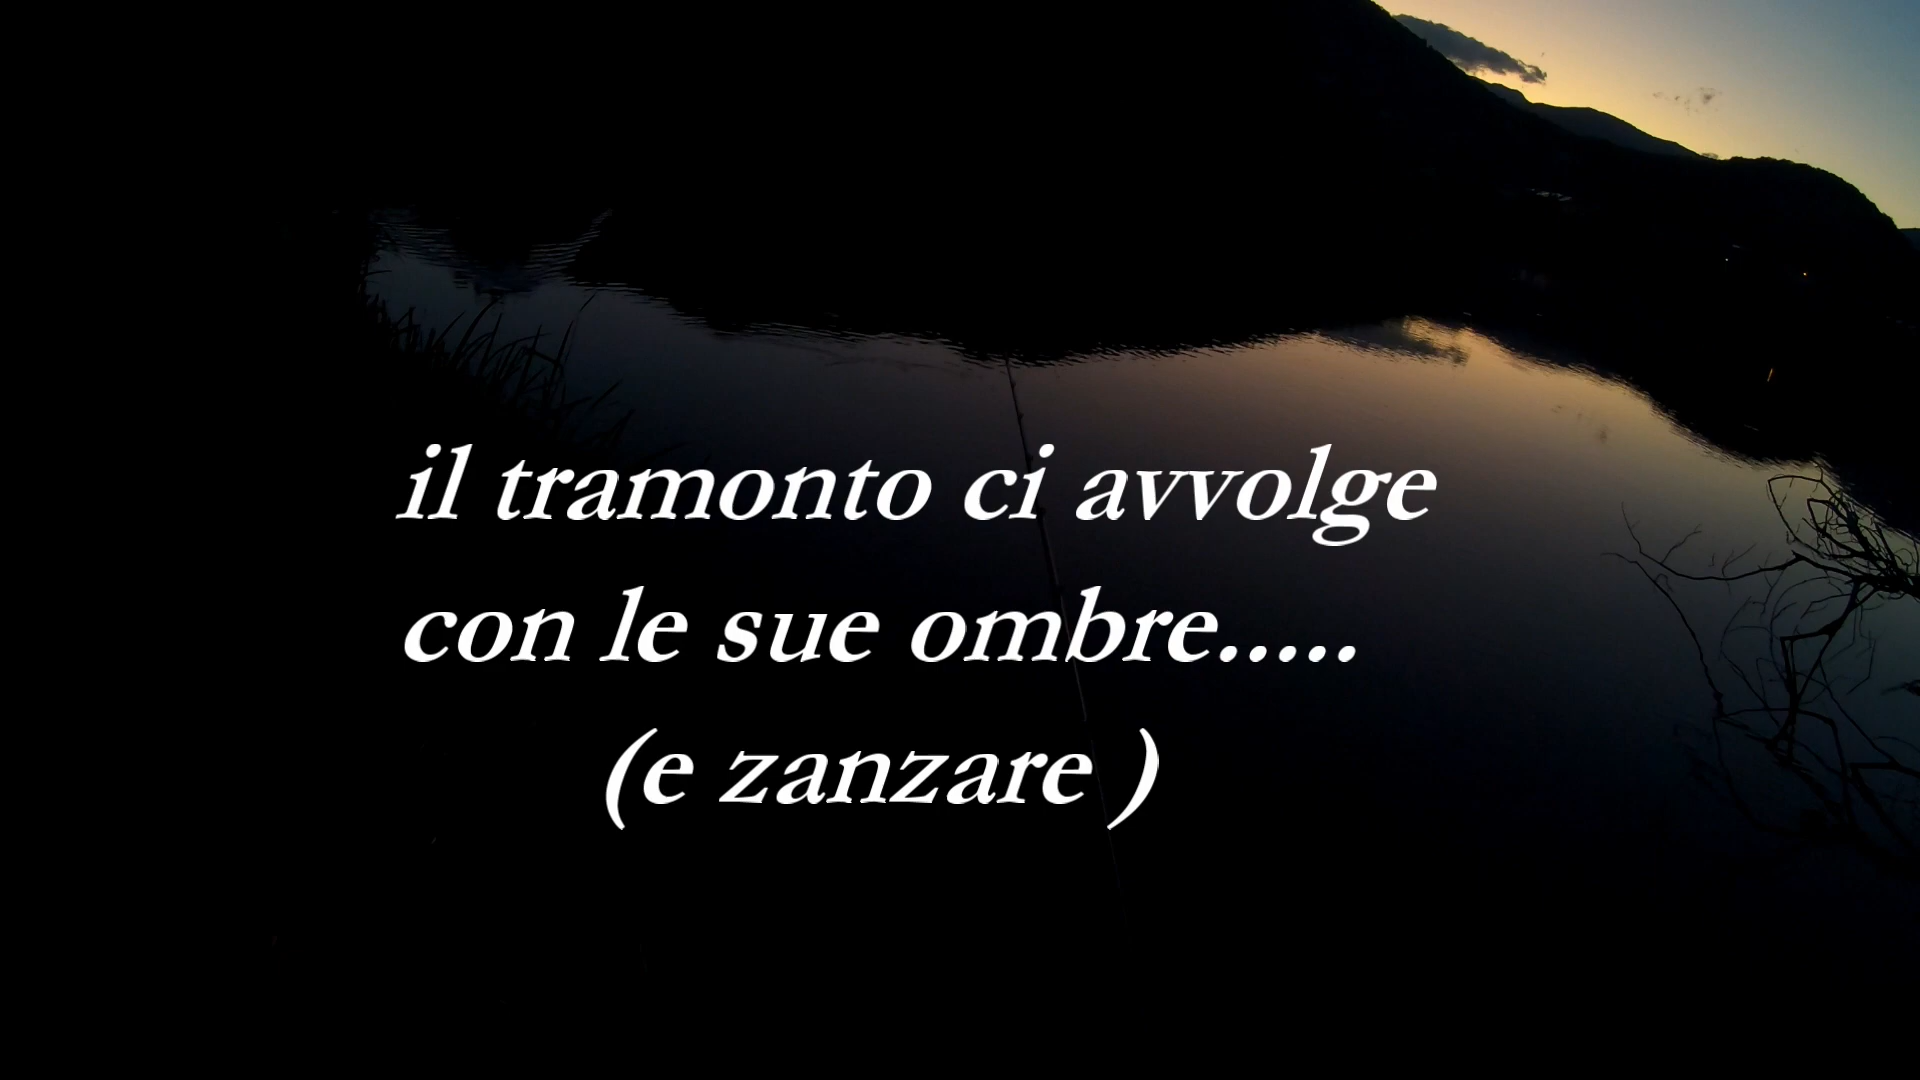 il tramonto ci avvolge
con le sue ombre.....
(e zanzare )